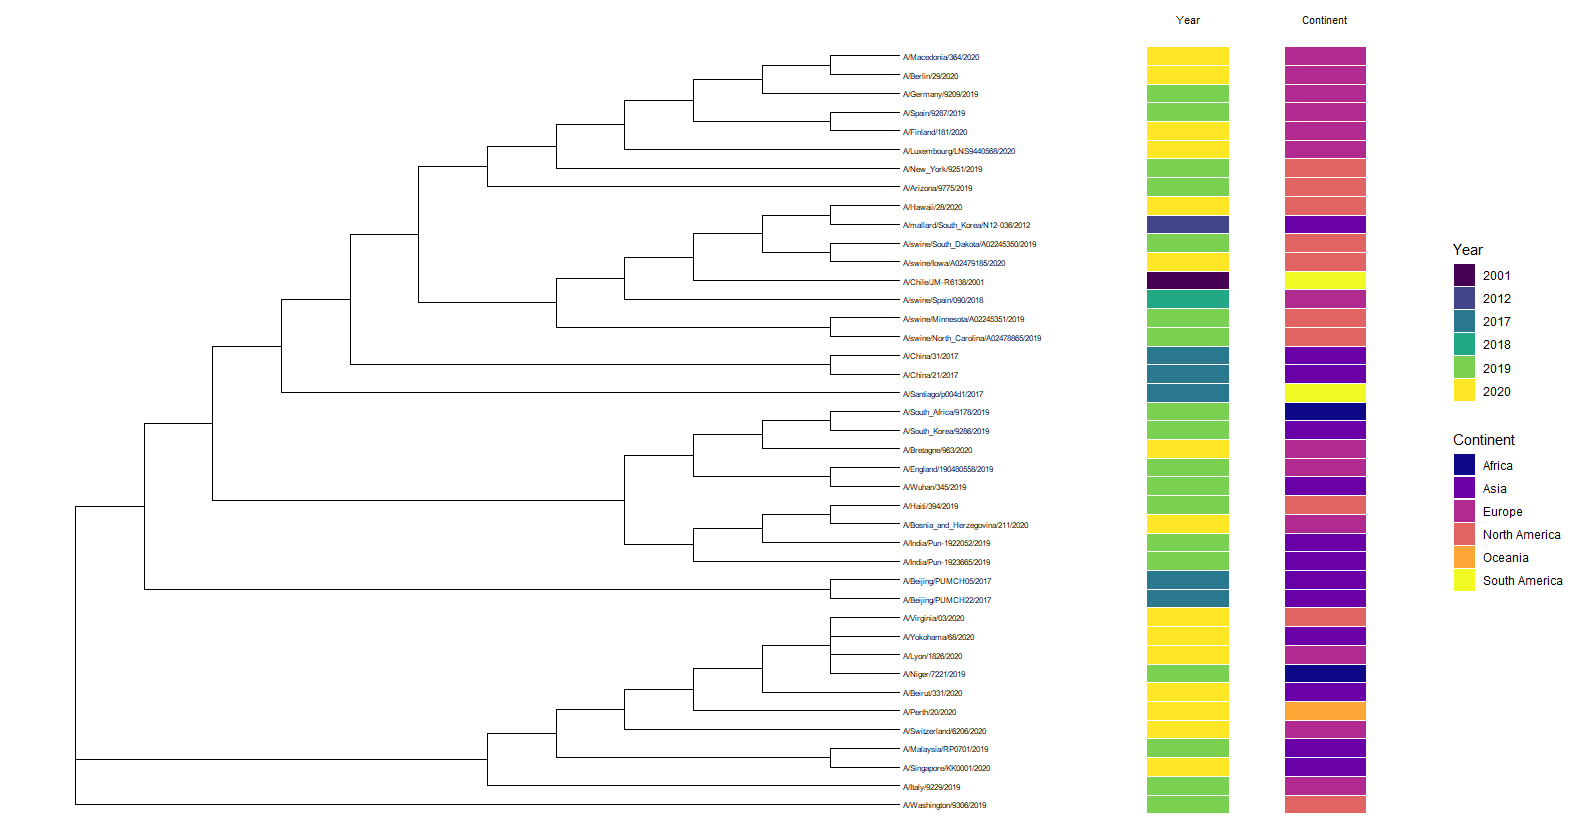 Year
Continent
A/Macedonia/364/2020
A/Berlin/29/2020
A/Germany/9209/2019
A/Spain/9287/2019
A/Finland/181/2020
A/Luxembourg/LNS9440568/2020
A/New_York/9251/2019
A/Arizona/9775/2019
A/Hawaii/28/2020
A/mallard/South_Korea/N12-036/2012
A/swine/South_Dakota/A02245350/2019
A/swine/Iowa/A02479185/2020
A/Chile/JM-R6138/2001
A/swine/Spain/090/2018
A/swine/Minnesota/A02245351/2019
A/swine/North_Carolina/A02478865/2019
A/China/31/2017
A/China/21/2017
A/Santiago/p004d1/2017
A/South_Africa/9178/2019
A/South_Korea/9286/2019
A/Bretagne/963/2020
A/England/190480558/2019
A/Wuhan/345/2019
A/Haiti/394/2019
A/Bosnia_and_Herzegovina/211/2020
A/India/Pun-1922052/2019
A/India/Pun-1923665/2019
A/Beijing/PUMCH05/2017
A/Beijing/PUMCH22/2017
A/Virginia/03/2020
A/Yokohama/68/2020
A/Lyon/1826/2020
A/Niger/7221/2019
A/Beirut/331/2020
A/Perth/20/2020
A/Switzerland/6206/2020
A/Malaysia/RP0701/2019
A/Singapore/KK0001/2020
A/Italy/9229/2019
A/Washington/9306/2019
Year
2001
2012
2017
2018
2019
2020
Continent
Africa
Asia
Europe
North America
Oceania
South America